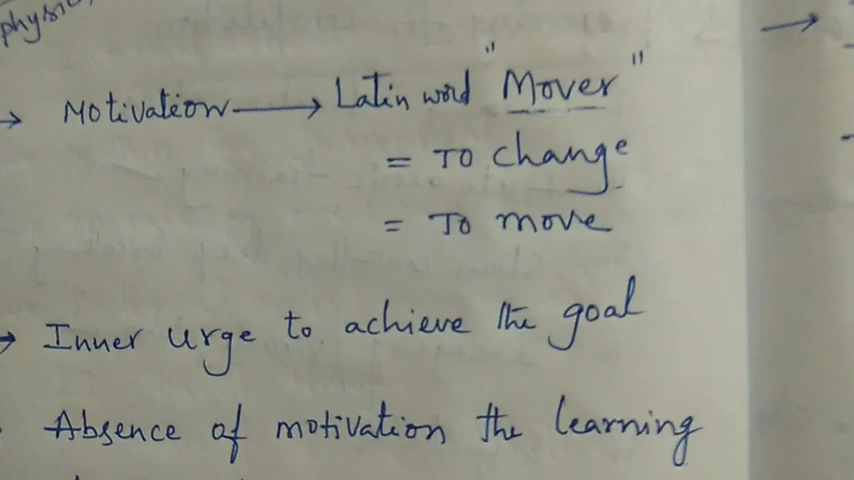 physi
→ Motivation → Latin word "Mover"
= To change
= To move
→ Inner urge to achieve the goal
Absence of motivation the learning